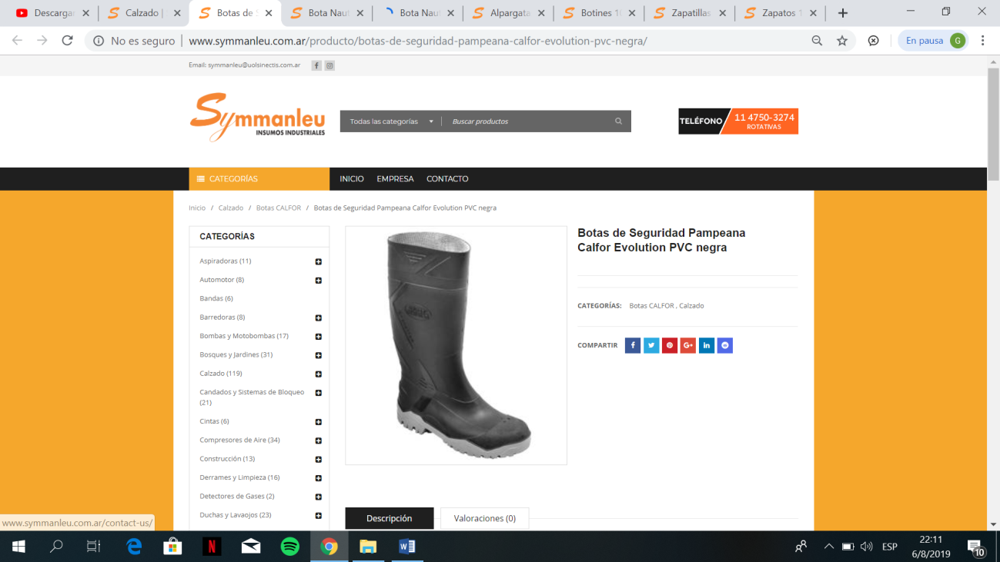 Descargar
Calzado |
Botas de S
Bota Naut
Bota Naut
Alpargata
Botines 10
Zapatillas
Zapatos 1
No es seguro | www.symmanleu.com.ar/producto/botas-de-seguridad-pampeana-calfor-evolution-pvc-negra/
En pausa
G
Email: symmanleu@uolsinectis.com.ar
Symmanleu
INSUMOS INDUSTRIALES
Todas las categorías
Buscar productos
TELÉFONO
11 4750-3274
ROTATIVAS
CATEGORÍAS
INICIO
EMPRESA
CONTACTO
Inicio / Calzado / Botas CALFOR / Botas de Seguridad Pampeana Calfor Evolution PVC negra
CATEGORÍAS
Aspiradoras (11)
Automotor (8)
Bandas (6)
Barredoras (8)
Bombas y Motobombas (17)
Bosques y Jardines (31)
Calzado (119)
Candados y Sistemas de Bloqueo
(21)
Cintas (6)
Compresores de Aire (34)
Construcción (13)
Derrames y Limpieza (16)
Detectores de Gases (2)
Duchas y Lavaojos (23)
Botas de Seguridad Pampeana
Calfor Evolution PVC negra
CATEGORÍAS: Botas CALFOR , Calzado
COMPARTIR
Descripción
Valoraciones (0)
www.symmanleu.com.ar/contact-us/
ESP
22:11
6/8/2019
10